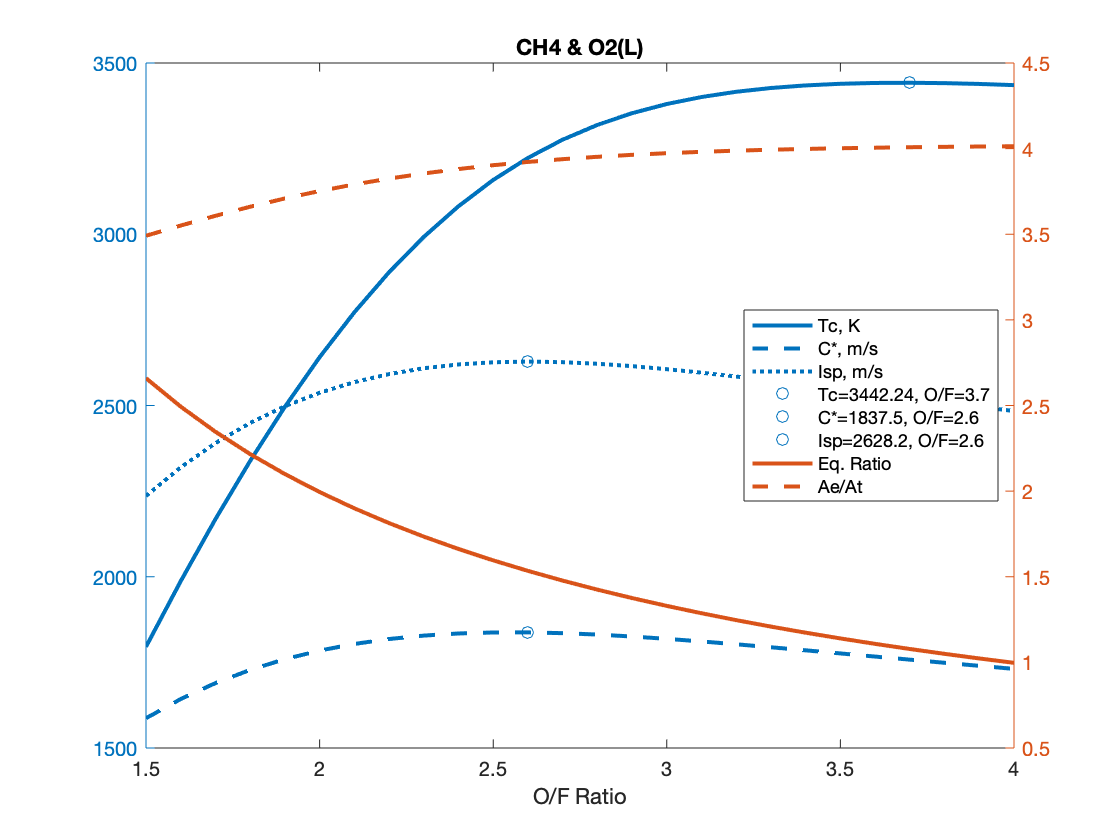 CH4 & O2(L)
3500
3000
2500
2000
1500
4.5
4
3.5
3
2.5
2
1.5
1
0.5
Tc, K
C*, m/s
Isp, m/s
Tc=3442.24, O/F=3.7
C*=1837.5, O/F=2.6
Isp=2628.2, O/F=2.6
Eq. Ratio
Ae/At
1.5 2 2.5 3 3.5 4
O/F Ratio